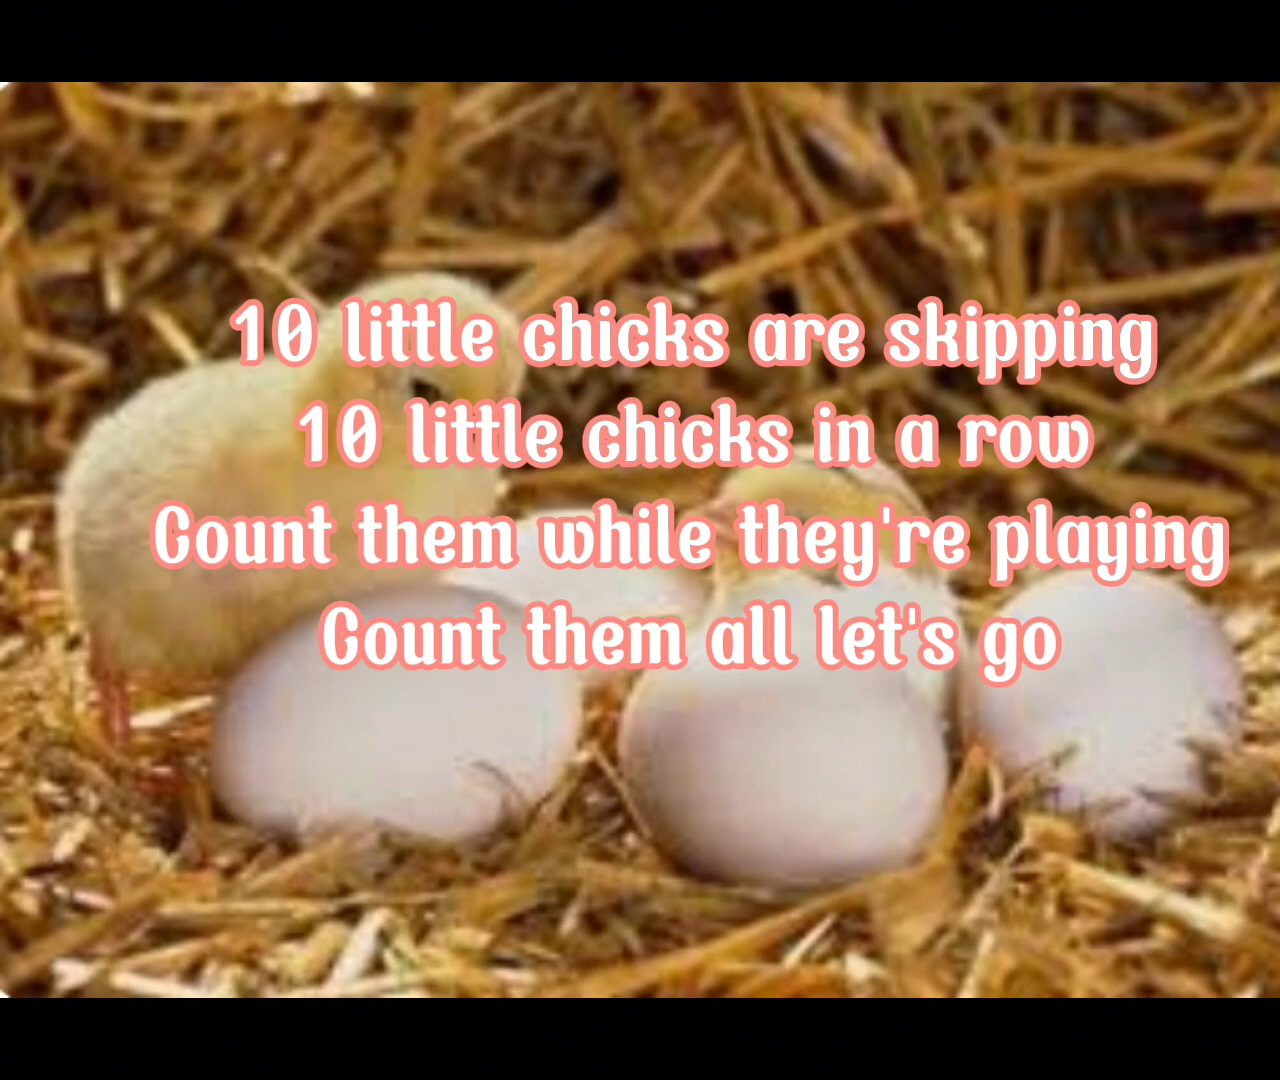 10 little chicks are skipping
10 little chicks in a row
Count them while they're playing
Count them all let's go